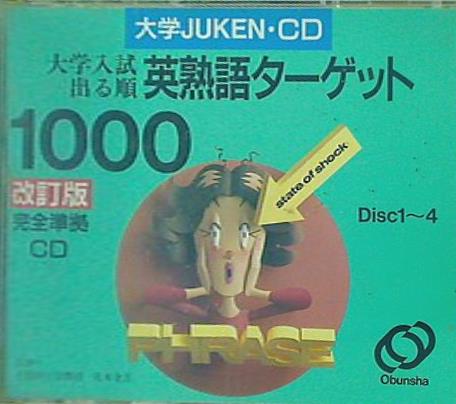 大学JUKEN・CD
大学入試
出る順
英熟語ターゲット
1000
改訂版
完全準拠
CD
state of shock
Disc1〜4
PHRASE
Obunsha